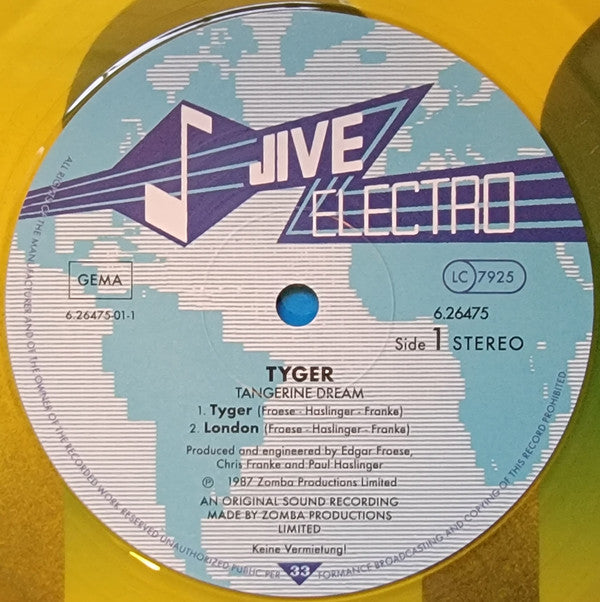 JIVE
ELECTRO
GEMA
6.26475-01-1
LC 7925
6.26475
Side 1 STEREO
TYGER
TANGERINE DREAM
1. Tyger (Froese - Haslinger - Franke)
2. London (Froese - Haslinger - Franke)
Produced and engineered by Edgar Froese,
Chris Franke and Paul Haslinger
Ⓟ 1987 Zomba Productions Limited
AN ORIGINAL SOUND RECORDING
MADE BY ZOMBA PRODUCTIONS
LIMITED
Keine Vermietung!
33
ALL RIGHTS OF THE MANUFACTURER AND OF THE OWNER OF THE RECORDED WORK RESERVED UNAUTHORIZED PUBLIC PERFORMANCE BROADCASTING AND COPYING OF THIS RECORD PROHIBITED